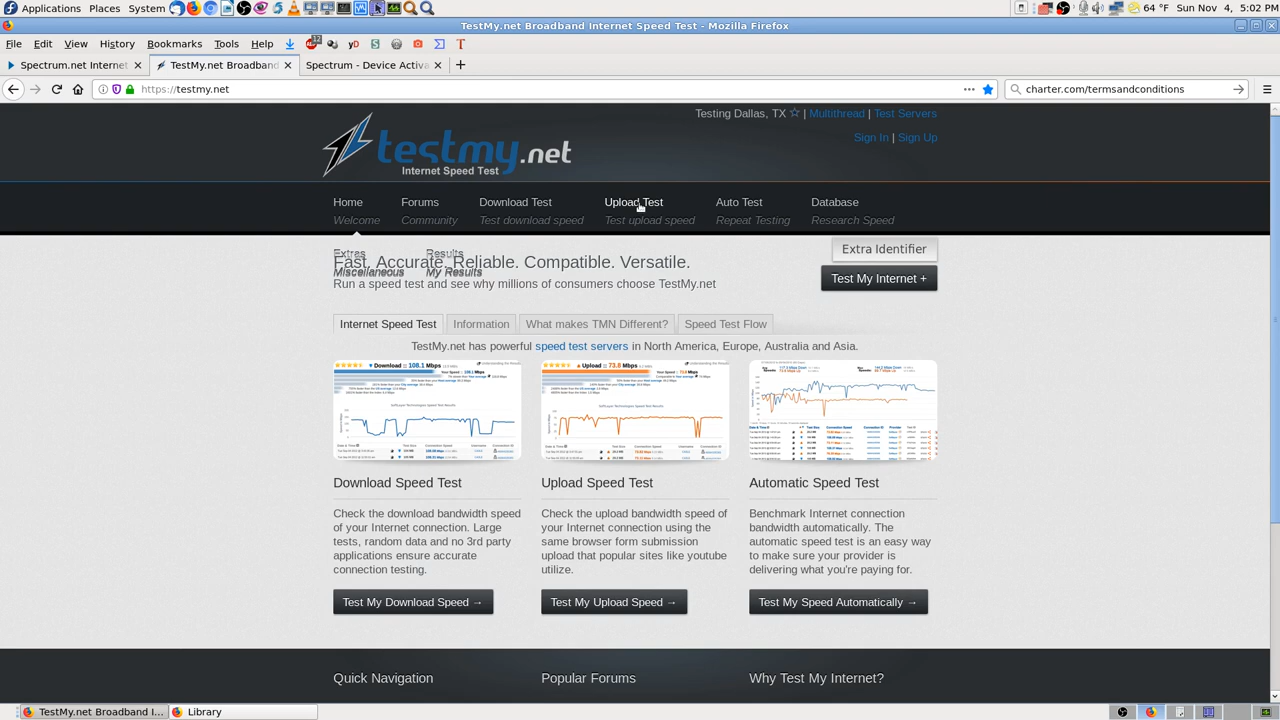 Applications Places System 64 °F Sun Nov 4, 5:02 PM
TestMy.net Broadband Internet Speed Test - Mozilla Firefox
File Edit View History Bookmarks Tools Help 12 yD S T
Spectrum.net Internet × TestMy.net Broadband × Spectrum - Device Activa × +
https://testmy.net charter.com/termsandconditions
Testing Dallas, TX ☆ | Multithread | Test Servers
testmy.net
Internet Speed Test
Sign In | Sign Up
Home Forums Download Test Upload Test Auto Test Database
Welcome Community Test download speed Test upload speed Repeat Testing Research Speed
Extras Results
Miscellaneous My Results
Extra Identifier
Fast. Accurate. Reliable. Compatible. Versatile.
Test My Internet +
Run a speed test and see why millions of consumers choose TestMy.net
Internet Speed Test Information What makes TMN Different? Speed Test Flow
TestMy.net has powerful speed test servers in North America, Europe, Australia and Asia.
Download :: 108.1 Mbps
Upload :: 73.8 Mbps
Download Speed Test
Check the download bandwidth speed
of your Internet connection. Large
tests, random data and no 3rd party
applications ensure accurate
connection testing.
Test My Download Speed →
Upload Speed Test
Check the upload bandwidth speed of
your Internet connection using the
same browser form submission
upload that popular sites like youtube
utilize.
Test My Upload Speed →
Automatic Speed Test
Benchmark Internet connection
bandwidth automatically. The
automatic speed test is an easy way
to make sure your provider is
delivering what you're paying for.
Test My Speed Automatically →
Quick Navigation Popular Forums Why Test My Internet?
TestMy.net Broadband I... Library